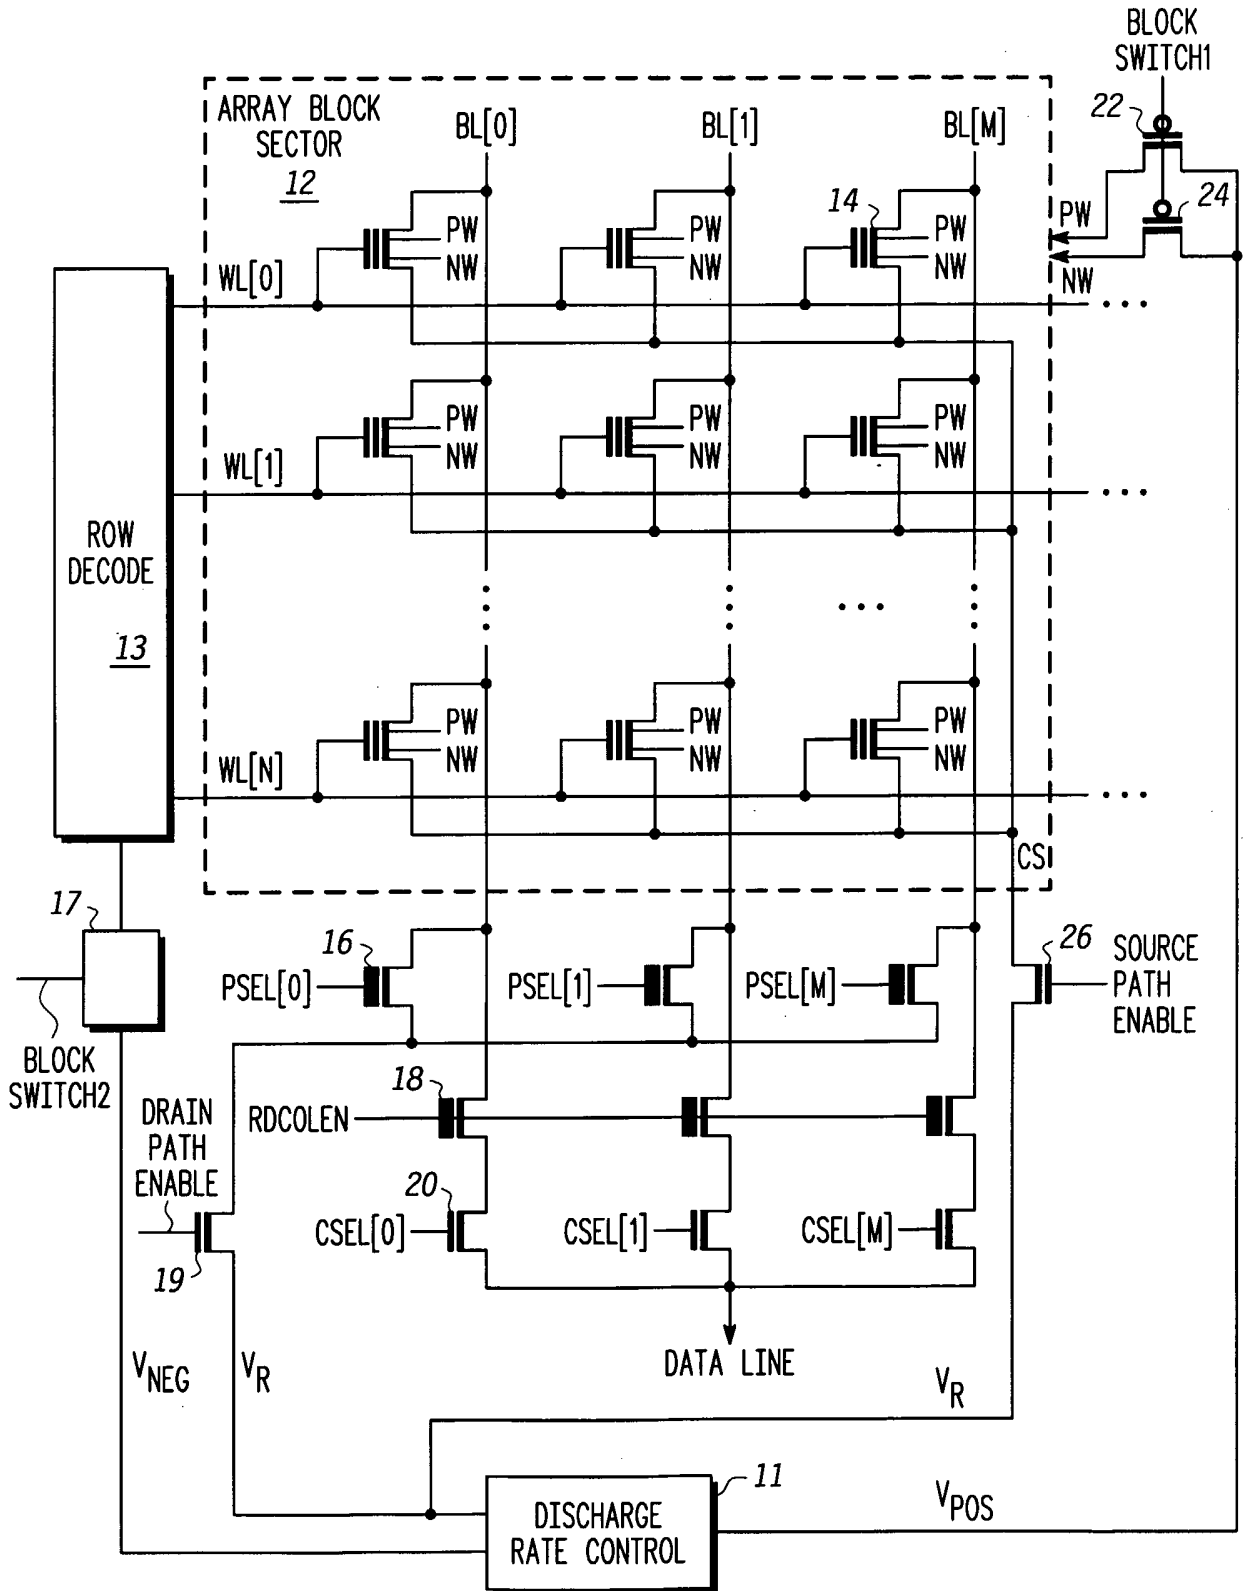 BLOCK
SWITCH1
22
24
PW
NW
ARRAY BLOCK
SECTOR
12
BL[0]
BL[1]
BL[M]
14
PW
NW
PW
NW
PW
NW
WL[0]
• • •
PW
NW
PW
NW
PW
NW
WL[1]
• • •
ROW
DECODE
13
• • •
PW
NW
PW
NW
PW
NW
WL[N]
• • •
CS
17
16
PSEL[0]
PSEL[1]
PSEL[M]
26
SOURCE
PATH
ENABLE
BLOCK
SWITCH2
18
RDCOLEN
DRAIN
PATH
ENABLE
19
20
CSEL[0]
CSEL[1]
CSEL[M]
DATA LINE
VNEG
VR
VR
11
DISCHARGE
RATE CONTROL
VPOS